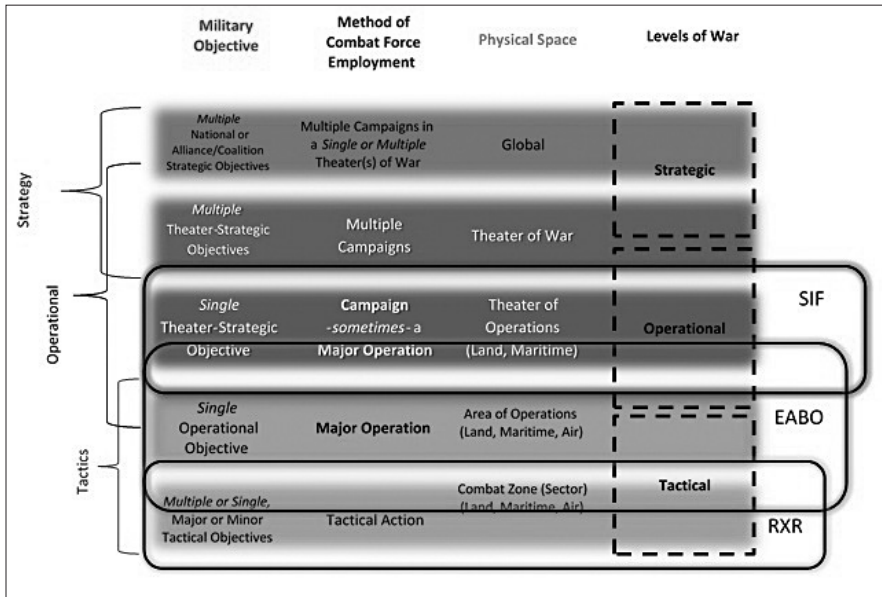 Military
Objective
Method of
Combat Force
Employment
Physical Space
Levels of War
Strategy
Operational
Tactics
Multiple
National or
Alliance/Coalition
Strategic Objectives
Multiple Campaigns in
a Single or Multiple
Theater(s) of War
Global
Strategic
Multiple
Theater-Strategic
Objectives
Multiple
Campaigns
Theater of War
Single
Theater-Strategic
Objective
Campaign
-sometimes- a
Major Operation
Theater of
Operations
(Land, Maritime)
Operational
SIF
Single
Operational
Objective
Major Operation
Area of Operations
(Land, Maritime, Air)
EABO
Multiple or Single,
Major or Minor
Tactical Objectives
Tactical Action
Combat Zone (Sector)
(Land, Maritime, Air)
Tactical
RXR